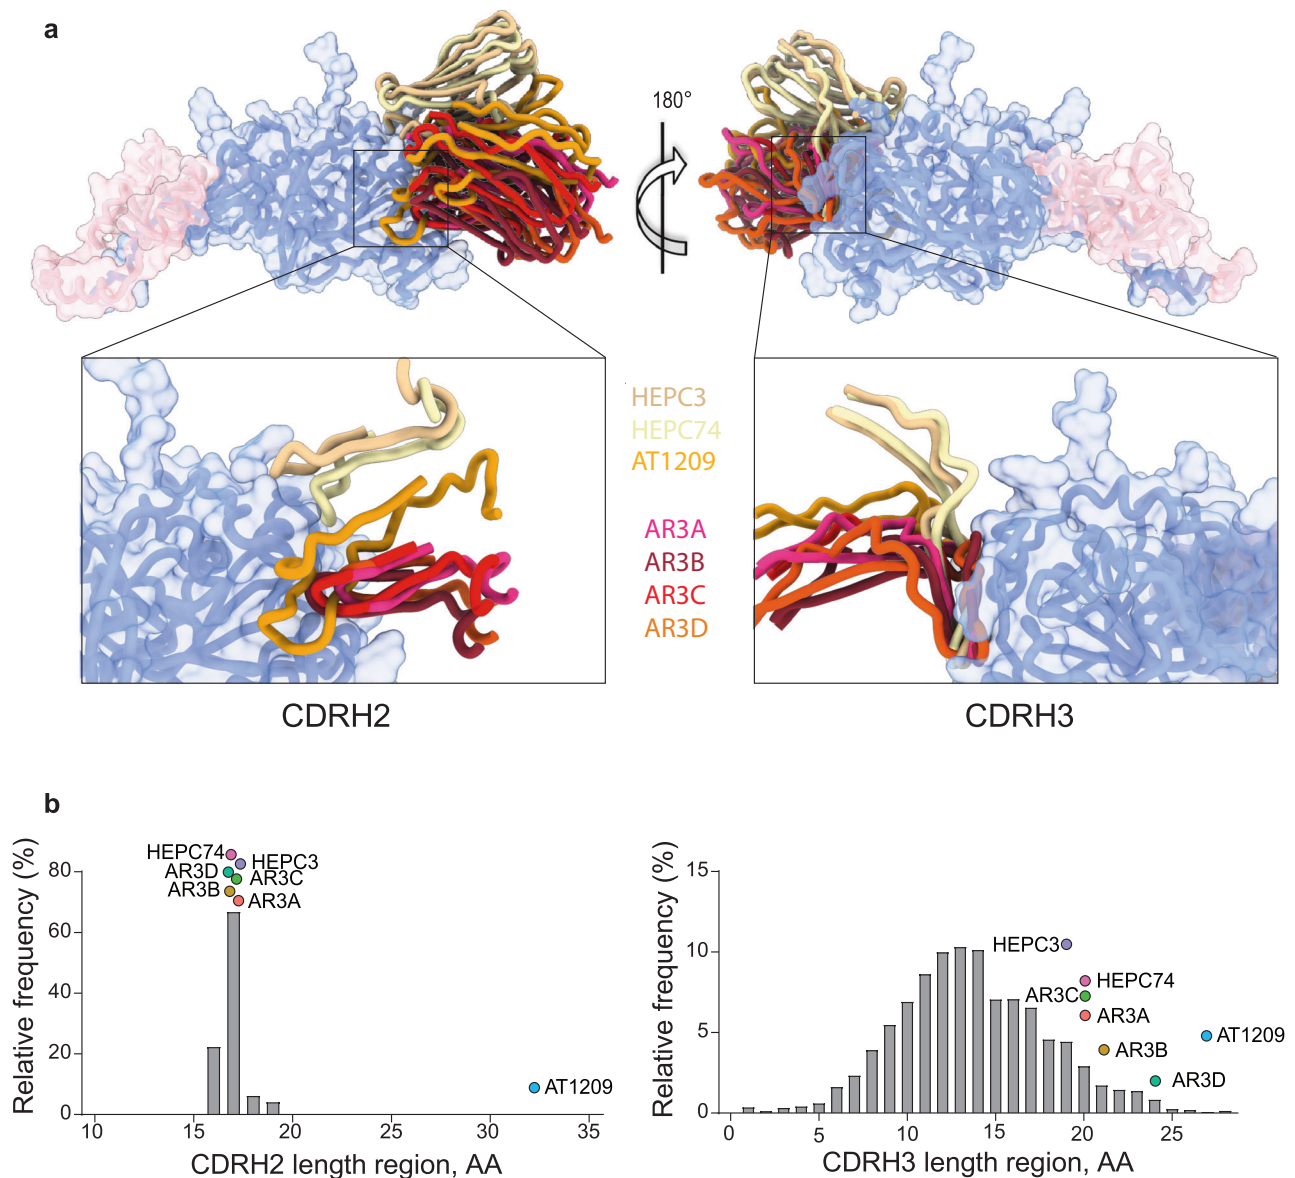 a
180°
HEPC3
HEPC74
AT1209
AR3A
AR3B
AR3C
AR3D
CDRH2
CDRH3
b
Relative frequency (%)
80
60
40
20
0
HEPC74
HEPC3
AR3D
AR3C
AR3B
AR3A
AT1209
10
15
20
25
30
35
CDRH2 length region, AA
Relative frequency (%)
15
10
5
0
HEPC3
HEPC74
AR3C
AR3A
AR3B
AT1209
AR3D
0
5
10
15
20
25
CDRH3 length region, AA